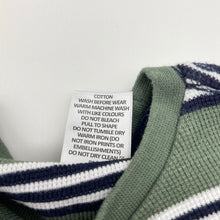 COTTON
WASH BEFORE WEAR
WARM MACHINE WASH
WITH LIKE COLOURS
DO NOT BLEACH
PULL TO SHAPE
DO NOT TUMBLE DRY
WARM IRON (DO
NOT IRON PRINTS OR
EMBELLISHMENTS)
DO NOT DRY CLEAN